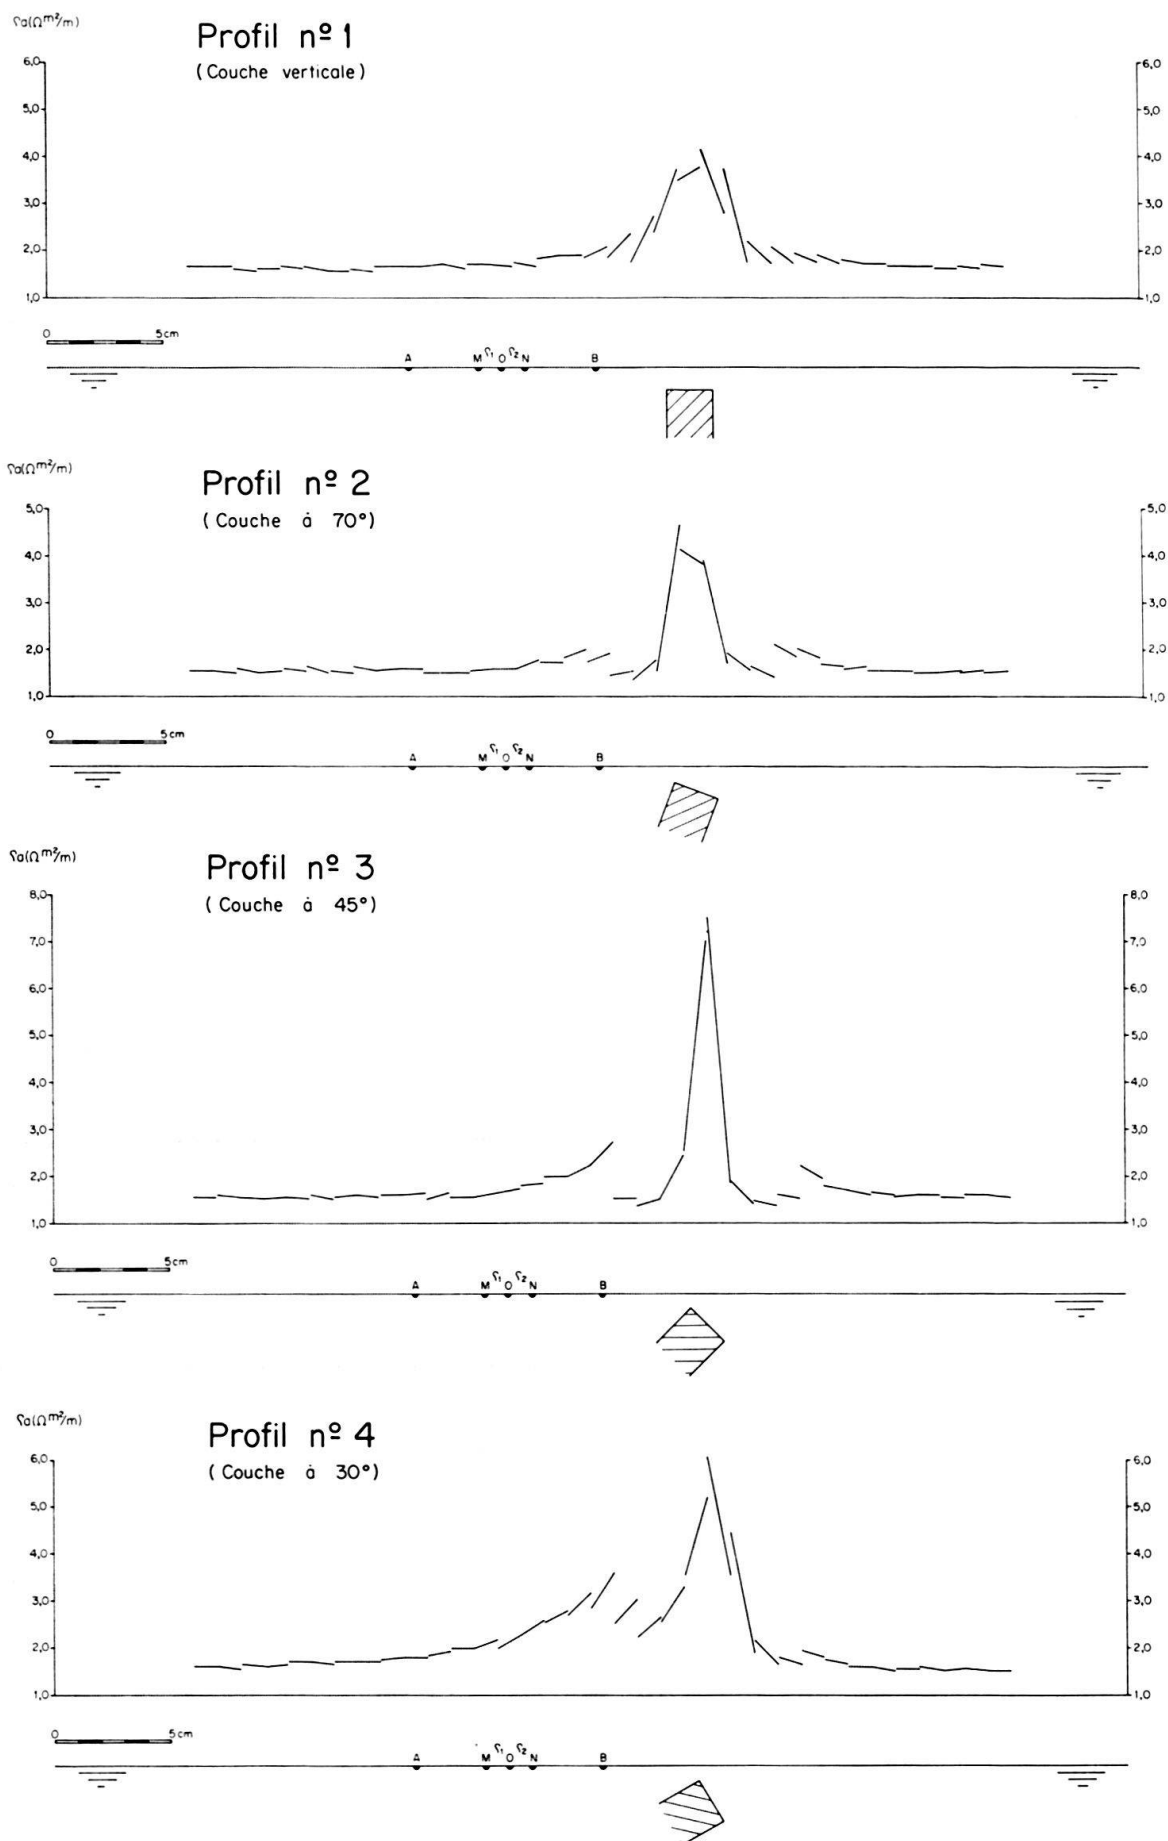 ρa(Ωm²/m)
Profil nº 1
(Couche verticale)
6,0 6,0
5,0 5,0
4,0 4,0
3,0 3,0
2,0 2,0
1,0 1,0
0 5cm
A M ρ₁ O ρ₂ N B
ρa(Ωm²/m)
Profil nº 2
(Couche à 70°)
5,0 5,0
4,0 4,0
3,0 3,0
2,0 2,0
1,0 1,0
0 5cm
A M ρ₁ O ρ₂ N B
ρa(Ωm²/m)
Profil nº 3
(Couche à 45°)
8,0 8,0
7,0 7,0
6,0 6,0
5,0 5,0
4,0 4,0
3,0 3,0
2,0 2,0
1,0 1,0
0 5cm
A M ρ₁ O ρ₂ N B
ρa(Ωm²/m)
Profil nº 4
(Couche à 30°)
6,0 6,0
5,0 5,0
4,0 4,0
3,0 3,0
2,0 2,0
1,0 1,0
0 5cm
A M ρ₁ O ρ₂ N B